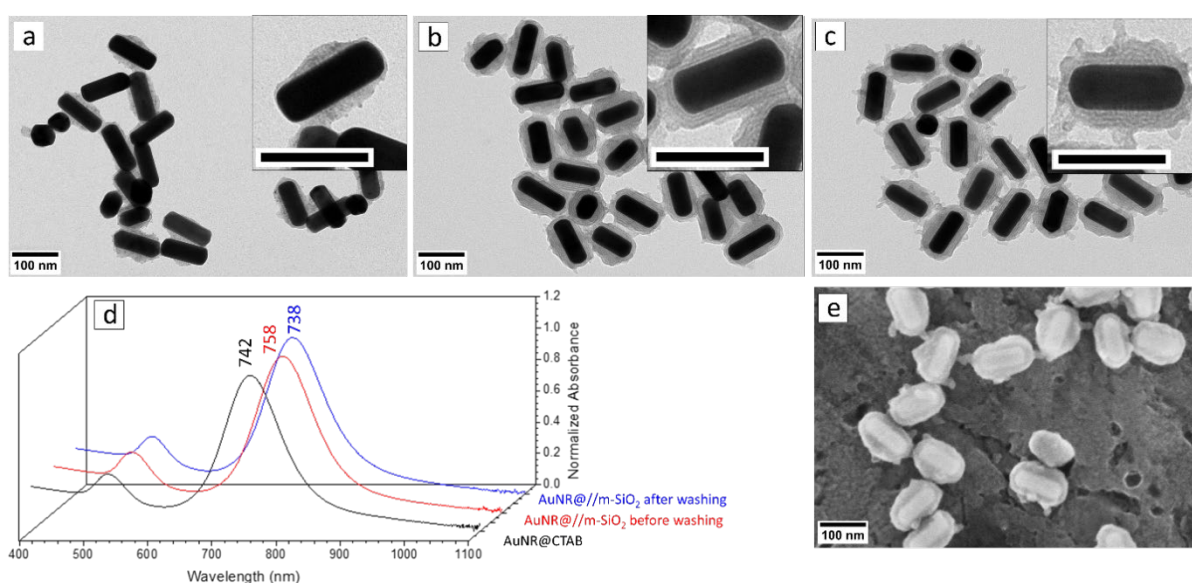 a
b
c
100 nm
100 nm
100 nm
d
742
758
738
1.2
1.0
0.8
0.6
0.4
0.2
0.0
Normalized Absorbance
AuNR@//m-SiO₂ after washing
AuNR@//m-SiO₂ before washing
AuNR@CTAB
400 500 600 700 800 900 1000 1100
Wavelength (nm)
e
100 nm